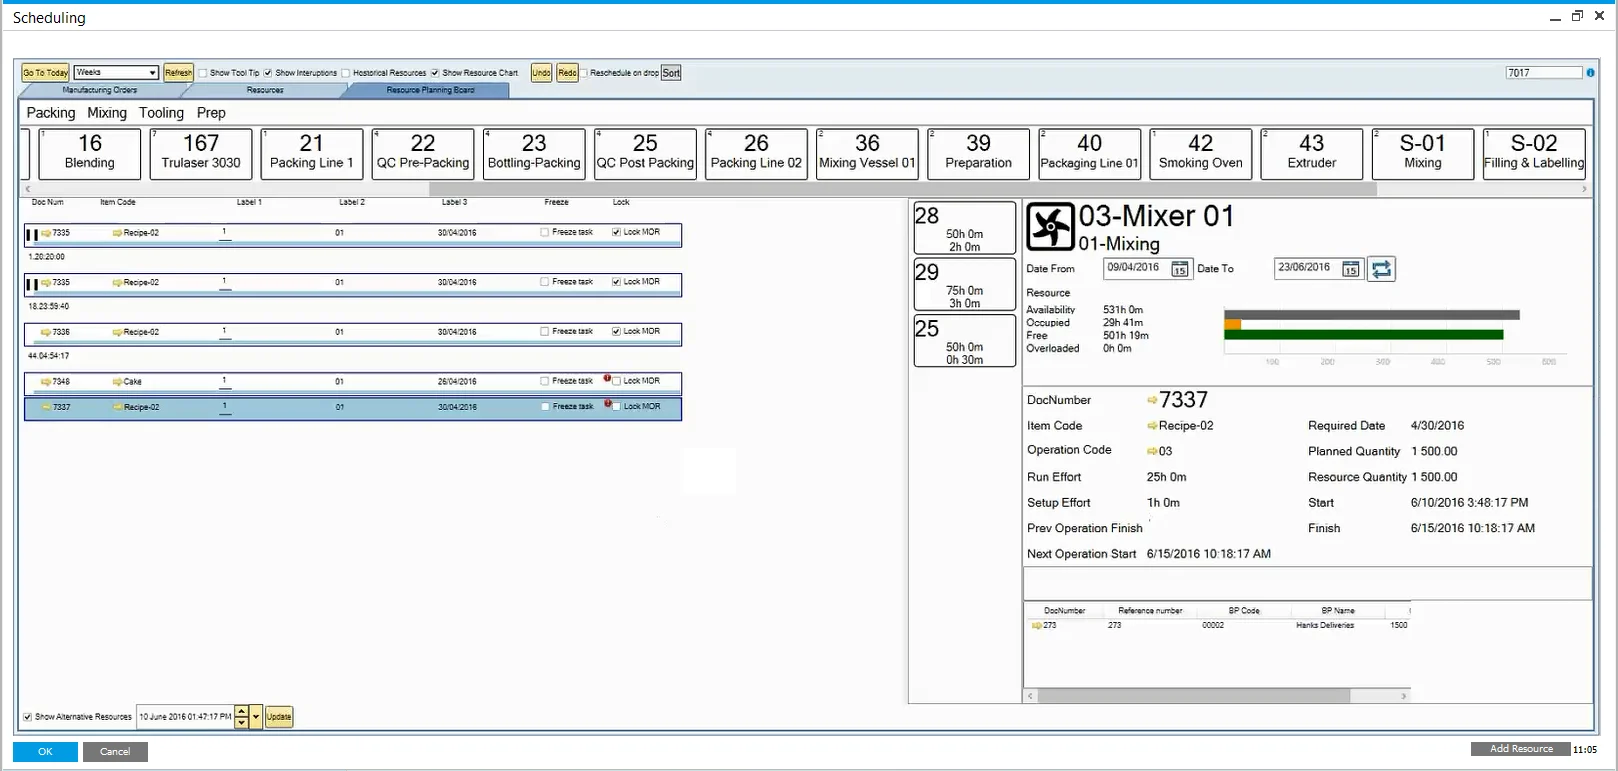 Scheduling
Go To Today Weeks Refresh Show Tool Tip Show Interuptions Hostorical Resources Show Resource Chart Undo Redo Reschedule on drop Sort 7017
Manufacturing Orders Resources Resource Planning Board
Packing Mixing Tooling Prep
1 16 Blending
7 167 Trulaser 3030
1 21 Packing Line 1
4 22 QC Pre-Packing
4 23 Bottling-Packing
4 25 QC Post Packing
4 26 Packing Line 02
2 36 Mixing Vessel 01
2 39 Preparation
2 40 Packaging Line 01
1 42 Smoking Oven
2 43 Extruder
2 S-01 Mixing
1 S-02 Filling & Labelling
Doc Num Item Code Label 1 Label 2 Label 3 Freeze Lock
7335 Recipe-02 1 01 30/04/2016 Freeze task Lock MOR
1.20:20:00
7335 Recipe-02 1 01 30/04/2016 Freeze task Lock MOR
18.23:59:40
7336 Recipe-02 1 01 30/04/2016 Freeze task Lock MOR
44.04:54:17
7348 Cake 1 01 26/04/2016 Freeze task Lock MOR
7337 Recipe-02 1 01 30/04/2016 Freeze task Lock MOR
28
50h 0m
2h 0m
29
75h 0m
3h 0m
25
50h 0m
0h 30m
03-Mixer 01
01-Mixing
Date From 09/04/2016 15 Date To 23/06/2016 15
Resource
Availability 531h 0m
Occupied 29h 41m
Free 501h 19m
Overloaded 0h 0m
100 200 300 400 500 600
DocNumber 7337
Item Code Recipe-02 Required Date 4/30/2016
Operation Code 03 Planned Quantity 1 500.00
Run Effort 25h 0m Resource Quantity 1 500.00
Setup Effort 1h 0m Start 6/10/2016 3:48:17 PM
Prev Operation Finish Finish 6/15/2016 10:18:17 AM
Next Operation Start 6/15/2016 10:18:17 AM
DocNumber Reference number BP Code BP Name
273 273 00002 Hanks Deliveries 1500
Show Alternative Resources 10 June 2016 01:47:17 PM Update
OK Cancel Add Resource 11:05